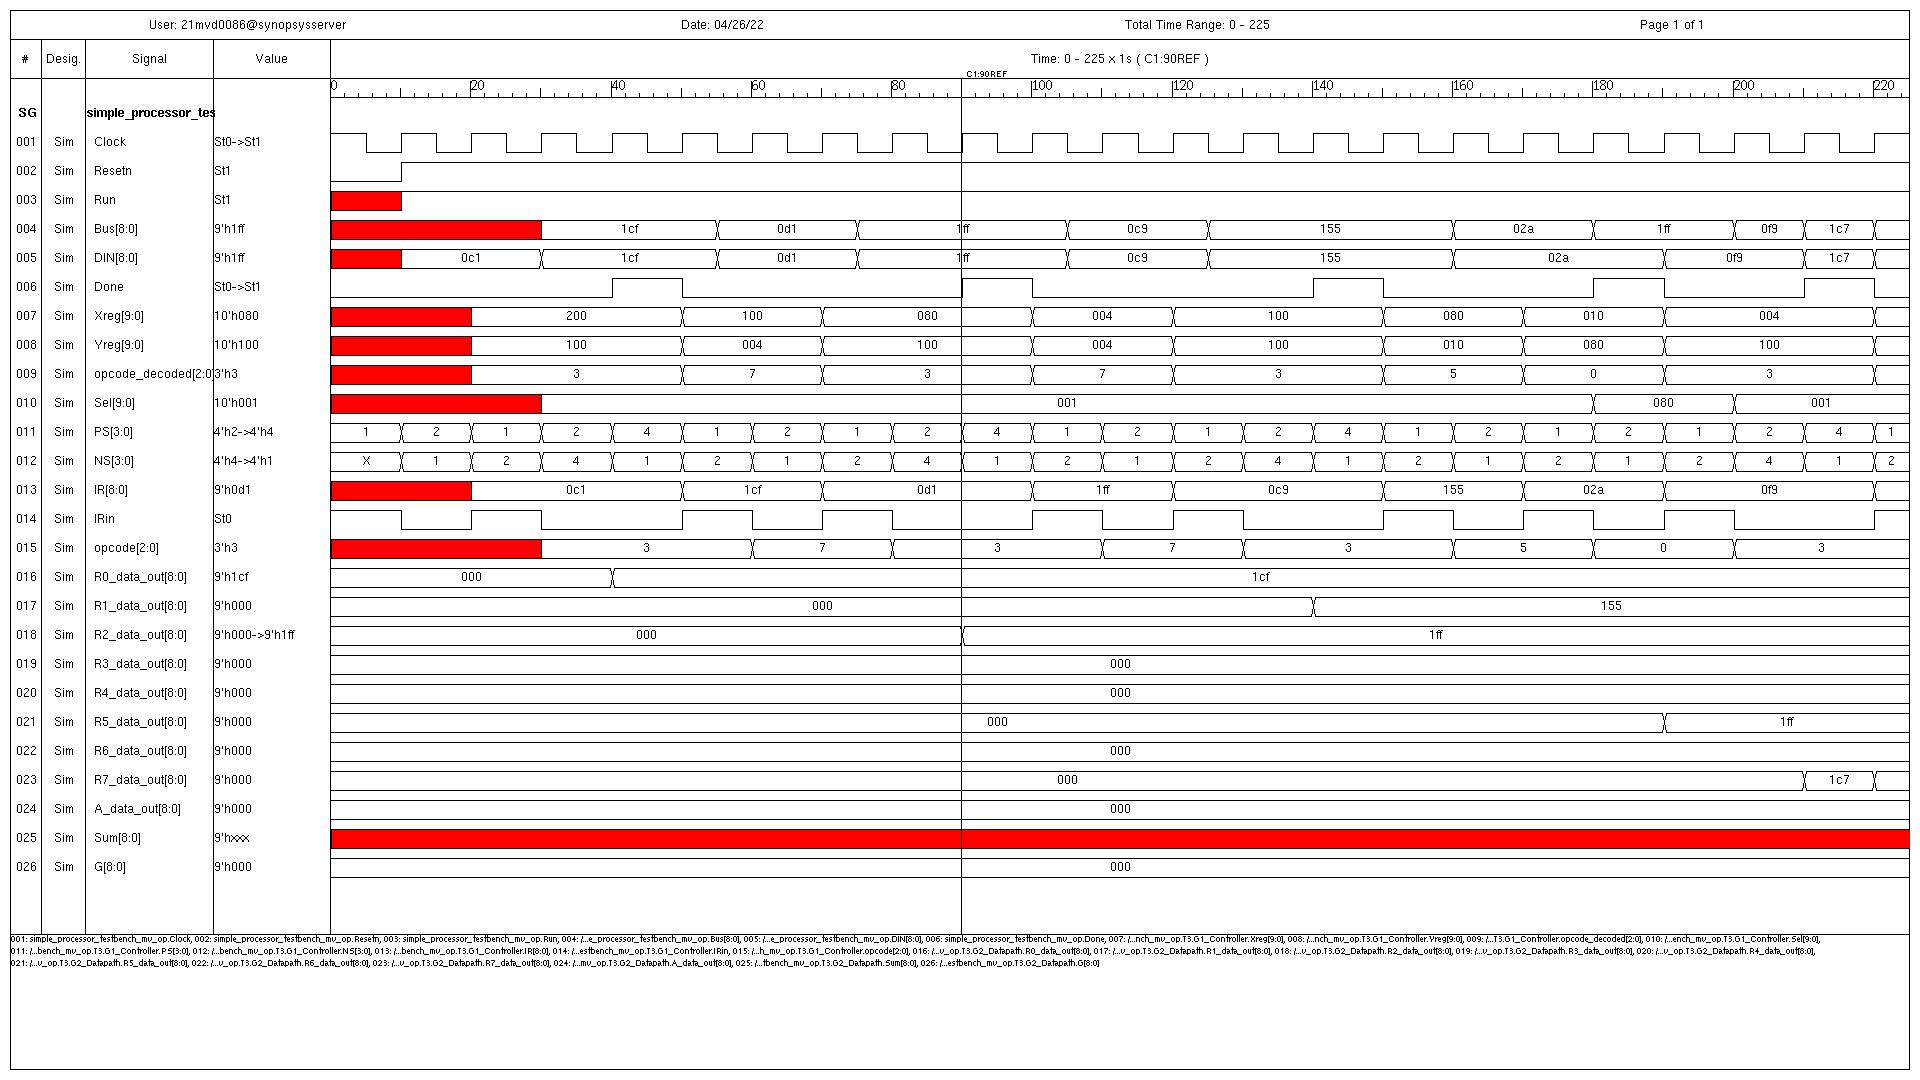 User: 21mvd0086@synopsysserver Date: 04/26/22 Total Time Range: 0 - 225 Page 1 of 1
# Desig. Signal Value Time: 0 - 225 x 1s ( C1:90REF )
C1:90REF
0 20 40 60 80 100 120 140 160 180 200 220
SG simple_processor_tes
001 Sim Clock St0->St1
002 Sim Resetn St1
003 Sim Run St1
004 Sim Bus[8:0] 9'h1ff 1cf 0d1 1ff 0c9 155 02a 1ff 0f9 1c7
005 Sim DIN[8:0] 9'h1ff 0c1 1cf 0d1 1ff 0c9 155 02a 0f9 1c7
006 Sim Done St0->St1
007 Sim Xreg[9:0] 10'h080 200 100 080 004 100 080 010 004
008 Sim Yreg[9:0] 10'h100 100 004 100 004 100 010 080 100
009 Sim opcode_decoded[2:0] 3'h3 3 7 3 7 3 5 0 3
010 Sim Sel[9:0] 10'h001 001 080 001
011 Sim PS[3:0] 4'h2->4'h4 1 2 1 2 4 1 2 1 2 4 1 2 1 2 4 1 2 1 2 1 2 4 1
012 Sim NS[3:0] 4'h4->4'h1 X 1 2 4 1 2 1 2 4 1 2 1 2 4 1 2 1 2 1 2 4 1 2
013 Sim IR[8:0] 9'h0d1 0c1 1cf 0d1 1ff 0c9 155 02a 0f9
014 Sim IRin St0
015 Sim opcode[2:0] 3'h3 3 7 3 7 3 5 0 3
016 Sim R0_data_out[8:0] 9'h1cf 000 1cf
017 Sim R1_data_out[8:0] 9'h000 000 155
018 Sim R2_data_out[8:0] 9'h000->9'h1ff 000 1ff
019 Sim R3_data_out[8:0] 9'h000 000
020 Sim R4_data_out[8:0] 9'h000 000
021 Sim R5_data_out[8:0] 9'h000 000 1ff
022 Sim R6_data_out[8:0] 9'h000 000
023 Sim R7_data_out[8:0] 9'h000 000 1c7
024 Sim A_data_out[8:0] 9'h000 000
025 Sim Sum[8:0] 9'hxxx
026 Sim G[8:0] 9'h000 000
001: simple_processor_testbench_mv_op.Clock, 002: simple_processor_testbench_mv_op.Resetn, 003: simple_processor_testbench_mv_op.Run, 004: /...e_processor_testbench_mv_op.Bus[8:0], 005: /...e_processor_testbench_mv_op.DIN[8:0], 006: simple_processor_testbench_mv_op.Done, 007: /...nch_mv_op.T3.G1_Controller.Xreg[9:0], 008: /...nch_mv_op.T3.G1_Controller.Yreg[9:0], 009: /...T3.G1_Controller.opcode_decoded[2:0], 010: /...ench_mv_op.T3.G1_Controller.Sel[9:0],
011: /...bench_mv_op.T3.G1_Controller.PS[3:0], 012: /...bench_mv_op.T3.G1_Controller.NS[3:0], 013: /...bench_mv_op.T3.G1_Controller.IR[8:0], 014: /...estbench_mv_op.T3.G1_Controller.IRin, 015: /...h_mv_op.T3.G1_Controller.opcode[2:0], 016: /...v_op.T3.G2_Datapath.R0_data_out[8:0], 017: /...v_op.T3.G2_Datapath.R1_data_out[8:0], 018: /...v_op.T3.G2_Datapath.R2_data_out[8:0], 019: /...v_op.T3.G2_Datapath.R3_data_out[8:0], 020: /...v_op.T3.G2_Datapath.R4_data_out[8:0],
021: /...v_op.T3.G2_Datapath.R5_data_out[8:0], 022: /...v_op.T3.G2_Datapath.R6_data_out[8:0], 023: /...v_op.T3.G2_Datapath.R7_data_out[8:0], 024: /...mv_op.T3.G2_Datapath.A_data_out[8:0], 025: /...tbench_mv_op.T3.G2_Datapath.Sum[8:0], 026: /...estbench_mv_op.T3.G2_Datapath.G[8:0]